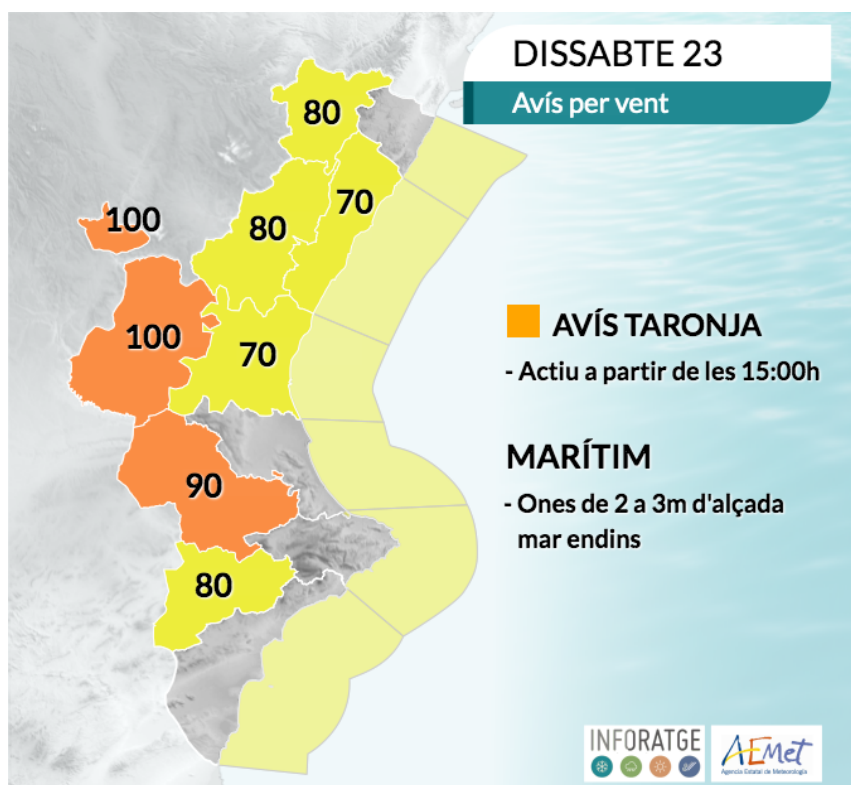 DISSABTE 23
Avís per vent
80
70
80
100
100
70
90
80
AVÍS TARONJA
- Actiu a partir de les 15:00h
MARÍTIM
- Ones de 2 a 3m d'alçada
mar endins
INFORATGE
AEmet
Agencia Estatal de Meteorología